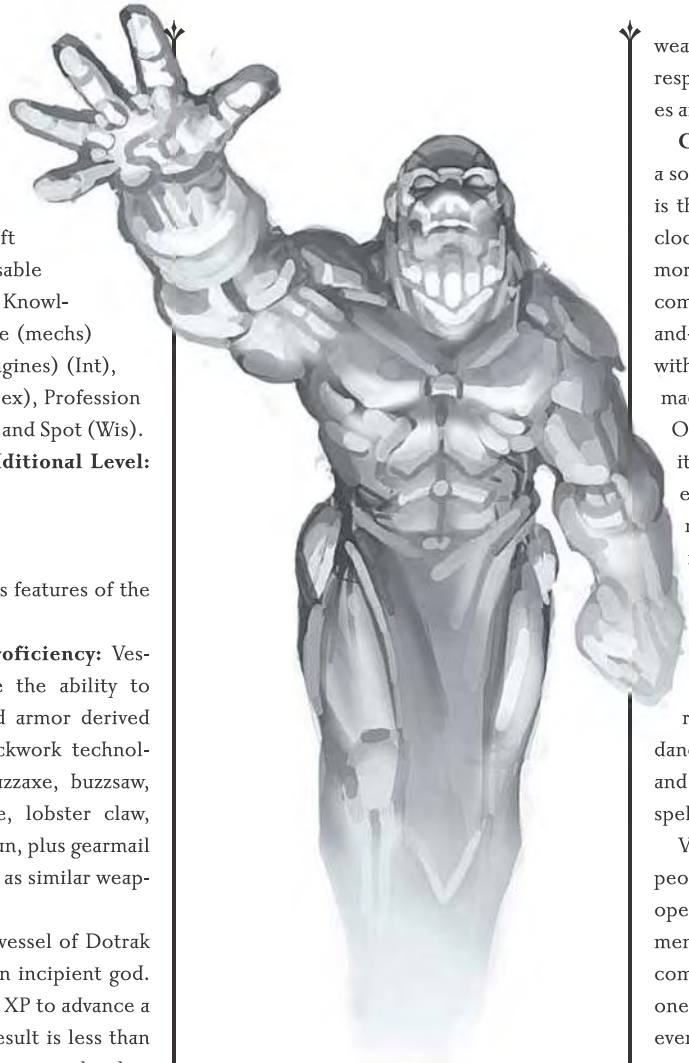 ft
sable
Knowl-
e (mechs)
gines) (Int),
ex), Profession
and Spot (Wis).
ditional Level:
s features of the
roficiency: Ves-
e the ability to
d armor derived
ckwork technol-
uzzaxe, buzzsaw,
e, lobster claw,
un, plus gearmail
as similar weap-
vessel of Dotrak
n incipient god.
XP to advance a
esult is less than
wea
resp
es a
C
a so
is th
cloc
mor
com
and-
with
mac
O
it
e
r
danc
and
spel
V
peo
ope
men
com
one
ever